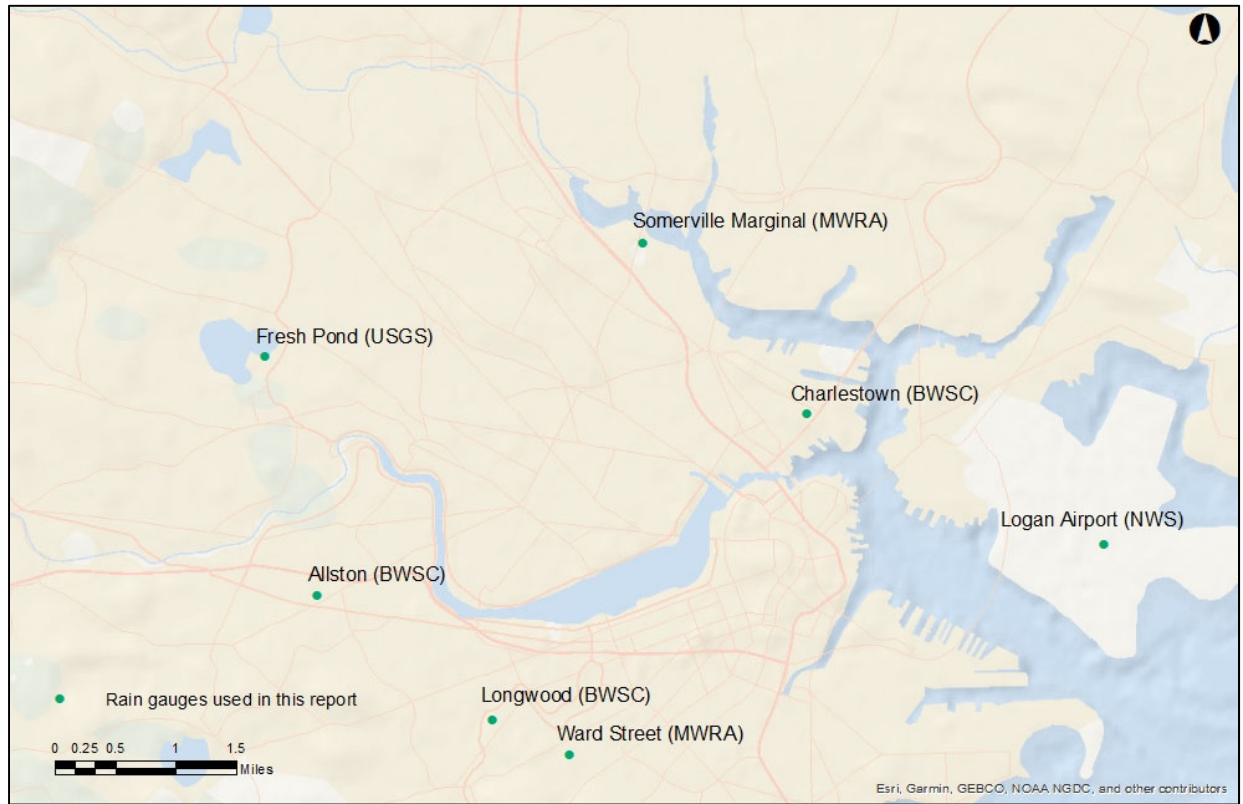 Somerville Marginal (MWRA)
Fresh Pond (USGS)
Charlestown (BWSC)
Logan Airport (NWS)
Allston (BWSC)
Longwood (BWSC)
Rain gauges used in this report
Ward Street (MWRA)
0 0.25 0.5 1 1.5
Miles
Esri, Garmin, GEBCO, NOAA NGDC, and other contributors